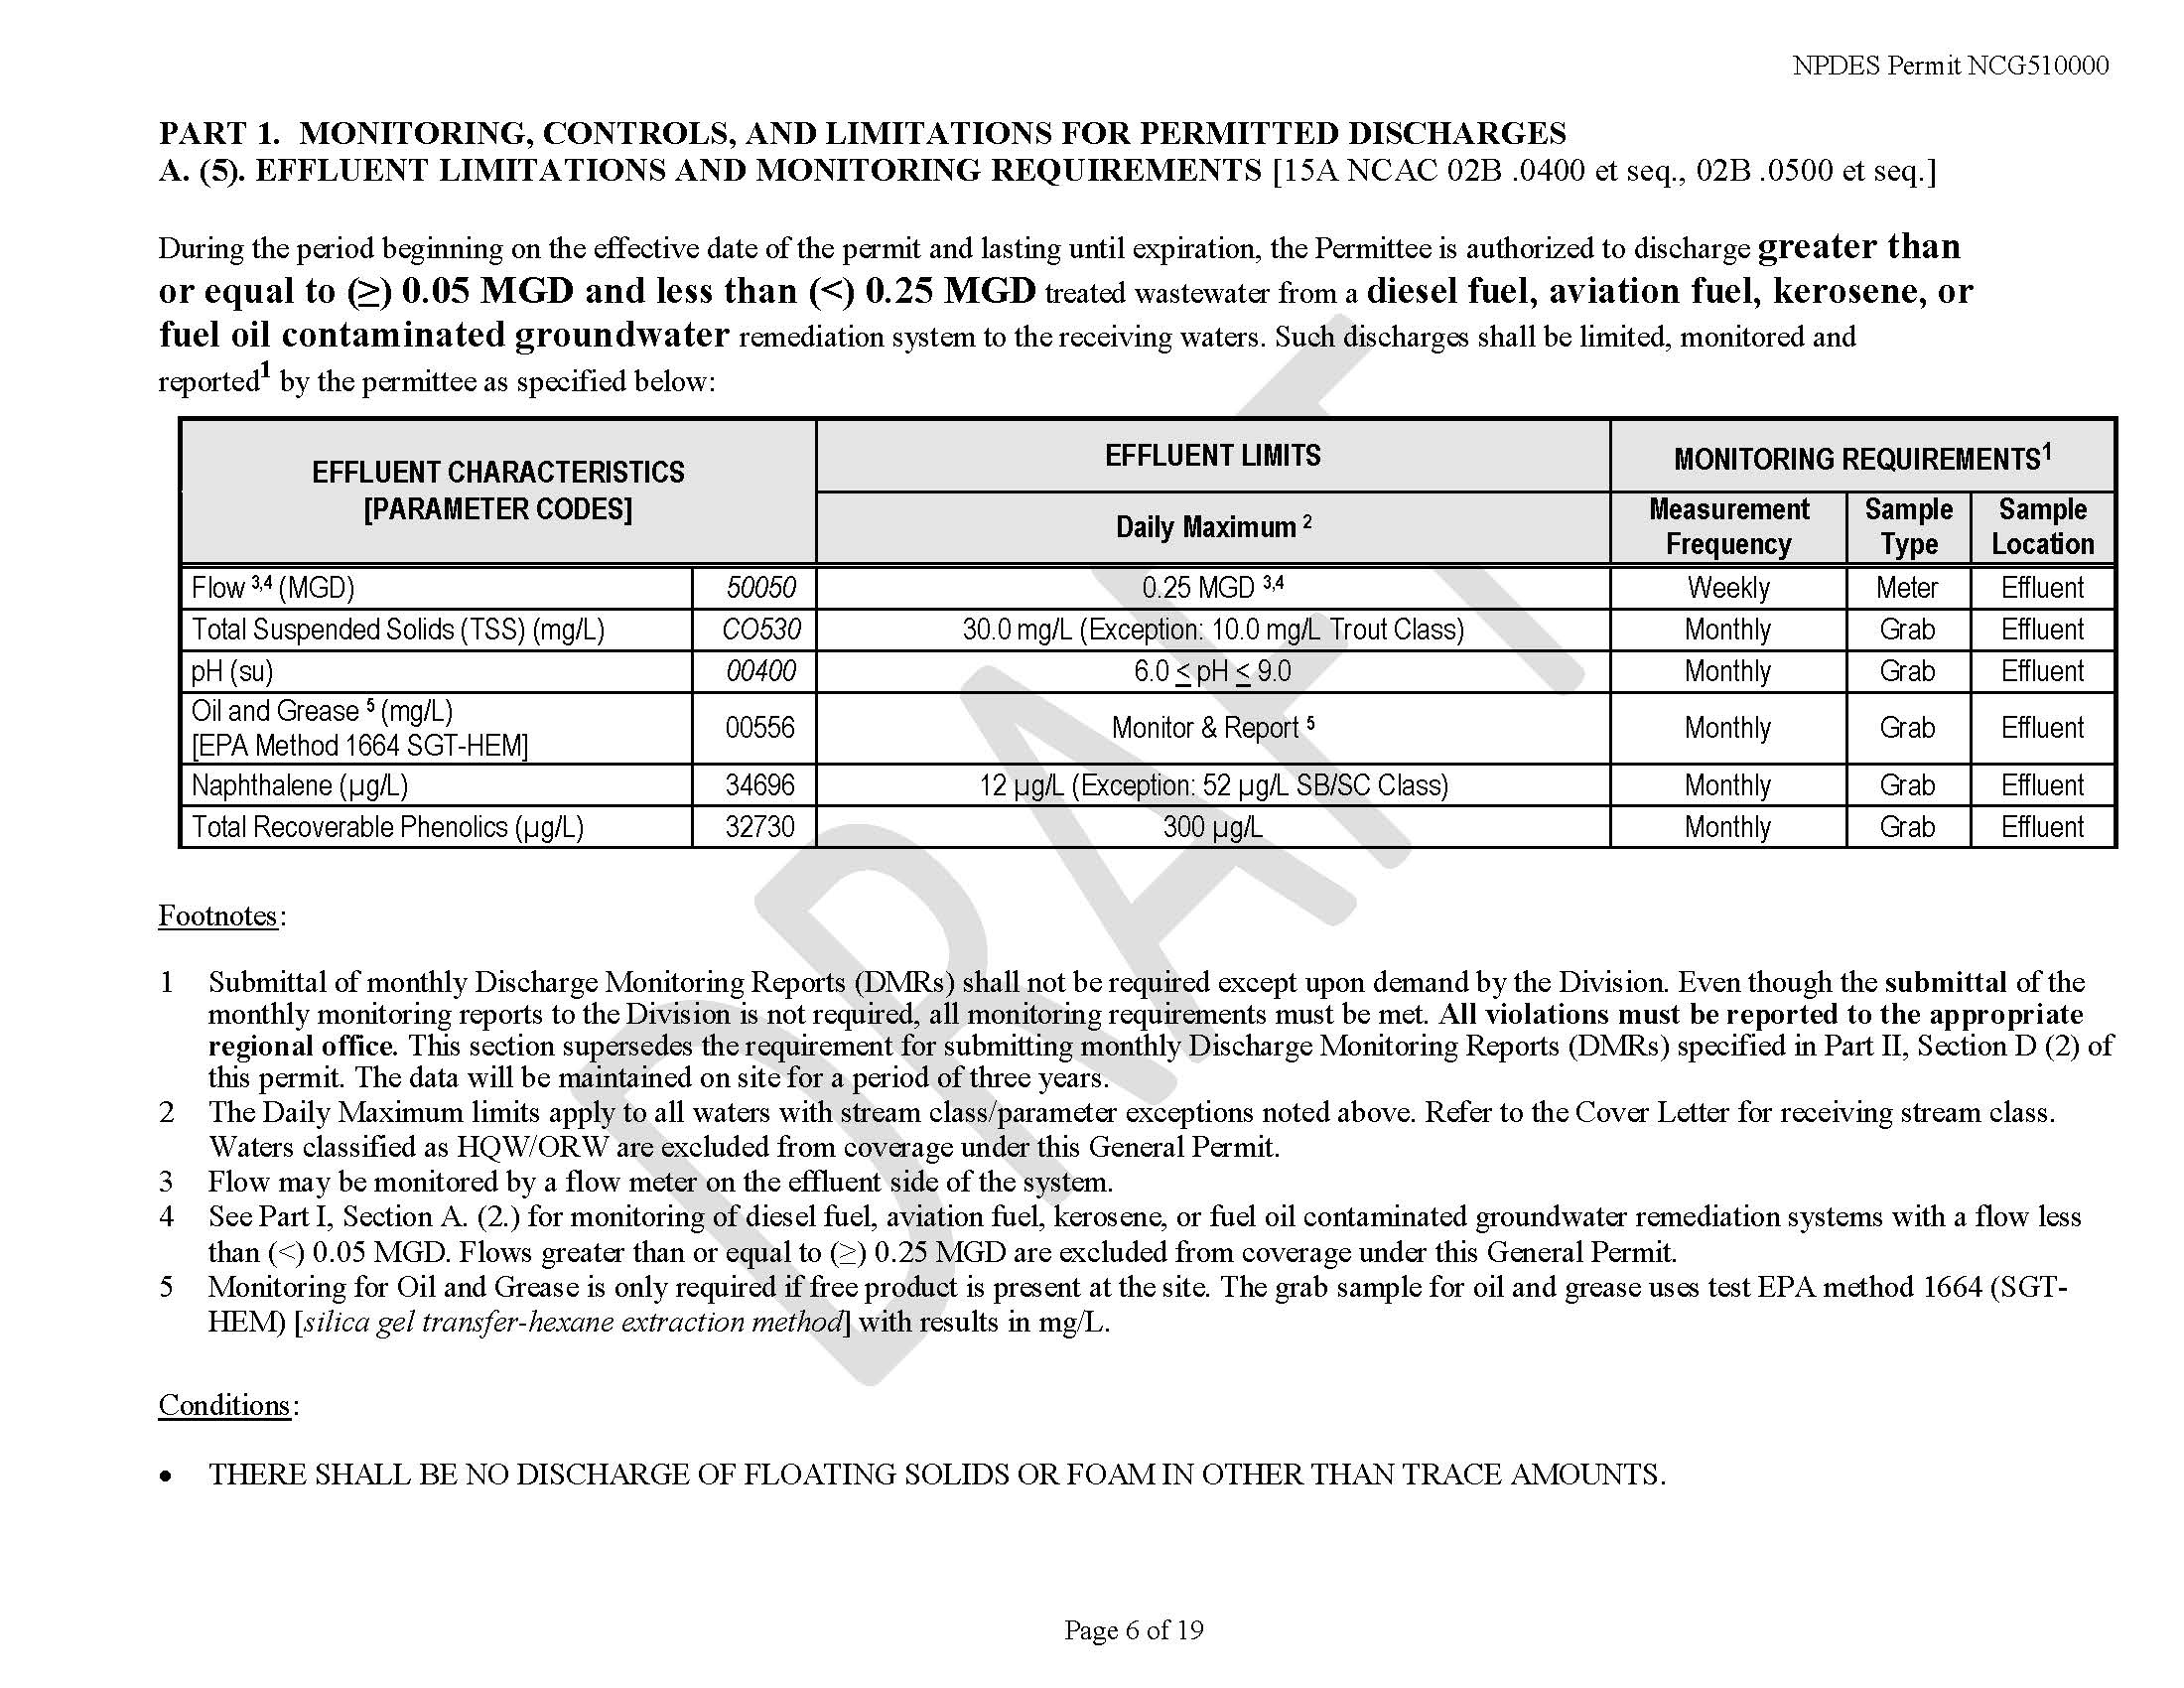 NPDES Permit NCG510000
PART 1. MONITORING, CONTROLS, AND LIMITATIONS FOR PERMITTED DISCHARGES
A. (5). EFFLUENT LIMITATIONS AND MONITORING REQUIREMENTS [15A NCAC 02B .0400 et seq., 02B .0500 et seq.]
During the period beginning on the effective date of the permit and lasting until expiration, the Permittee is authorized to discharge greater than
or equal to (≥) 0.05 MGD and less than (<) 0.25 MGD treated wastewater from a diesel fuel, aviation fuel, kerosene, or
fuel oil contaminated groundwater remediation system to the receiving waters. Such discharges shall be limited, monitored and
reported1 by the permittee as specified below:
EFFLUENT CHARACTERISTICS
[PARAMETER CODES]
EFFLUENT LIMITS
MONITORING REQUIREMENTS1
Daily Maximum 2
Measurement
Frequency
Sample
Type
Sample
Location
Flow 3,4 (MGD) 50050 0.25 MGD 3,4 Weekly Meter Effluent
Total Suspended Solids (TSS) (mg/L) CO530 30.0 mg/L (Exception: 10.0 mg/L Trout Class) Monthly Grab Effluent
pH (su) 00400 6.0 ≤ pH ≤ 9.0 Monthly Grab Effluent
Oil and Grease 5 (mg/L)
[EPA Method 1664 SGT-HEM] 00556 Monitor & Report 5 Monthly Grab Effluent
Naphthalene (µg/L) 34696 12 µg/L (Exception: 52 µg/L SB/SC Class) Monthly Grab Effluent
Total Recoverable Phenolics (µg/L) 32730 300 µg/L Monthly Grab Effluent
DRAFT
Footnotes:
1 Submittal of monthly Discharge Monitoring Reports (DMRs) shall not be required except upon demand by the Division. Even though the submittal of the
monthly monitoring reports to the Division is not required, all monitoring requirements must be met. All violations must be reported to the appropriate
regional office. This section supersedes the requirement for submitting monthly Discharge Monitoring Reports (DMRs) specified in Part II, Section D (2) of
this permit. The data will be maintained on site for a period of three years.
2 The Daily Maximum limits apply to all waters with stream class/parameter exceptions noted above. Refer to the Cover Letter for receiving stream class.
Waters classified as HQW/ORW are excluded from coverage under this General Permit.
3 Flow may be monitored by a flow meter on the effluent side of the system.
4 See Part I, Section A. (2.) for monitoring of diesel fuel, aviation fuel, kerosene, or fuel oil contaminated groundwater remediation systems with a flow less
than (<) 0.05 MGD. Flows greater than or equal to (≥) 0.25 MGD are excluded from coverage under this General Permit.
5 Monitoring for Oil and Grease is only required if free product is present at the site. The grab sample for oil and grease uses test EPA method 1664 (SGT-
HEM) [silica gel transfer-hexane extraction method] with results in mg/L.
Conditions:
• THERE SHALL BE NO DISCHARGE OF FLOATING SOLIDS OR FOAM IN OTHER THAN TRACE AMOUNTS.
Page 6 of 19